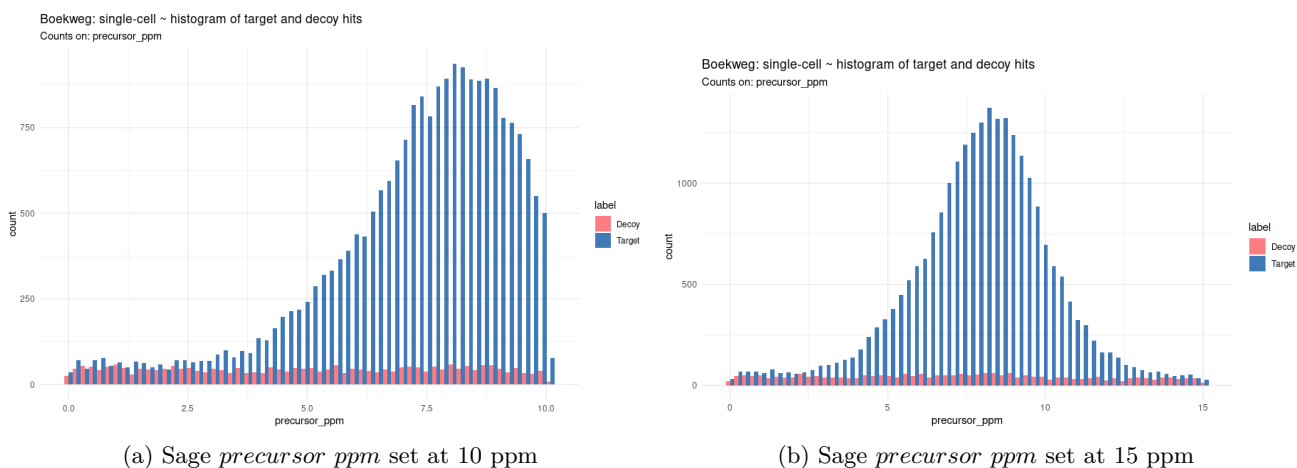 Boekweg: single-cell ~ histogram of target and decoy hits
Counts on: precursor_ppm
750
500
250
0
count
0.0 2.5 5.0 7.5 10.0
precursor_ppm
label
Decoy
Target
(a) Sage precursor ppm set at 10 ppm
Boekweg: single-cell ~ histogram of target and decoy hits
Counts on: precursor_ppm
1000
500
0
count
0 5 10 15
precursor_ppm
label
Decoy
Target
(b) Sage precursor ppm set at 15 ppm